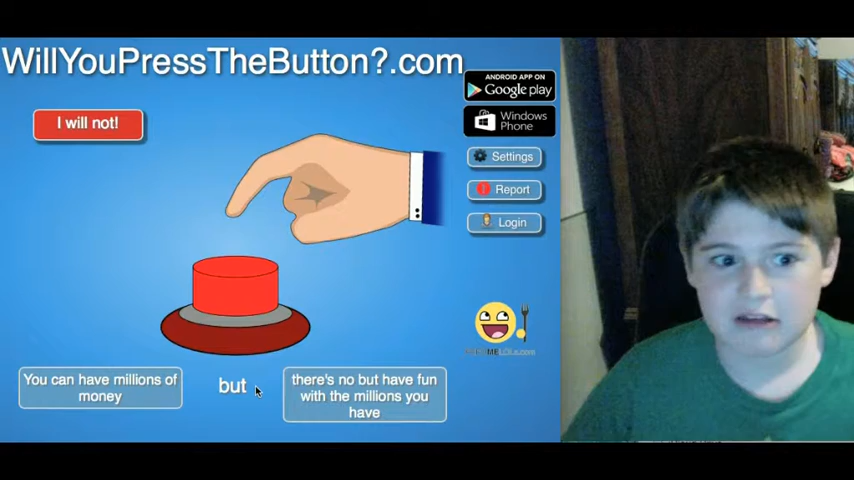 WillYouPressTheButton?.com
ANDROID APP ON
Google play
I will not!
Windows
Phone
Settings
Report
Login
You can have millions of
money
but
there's no but have fun
with the millions you
have